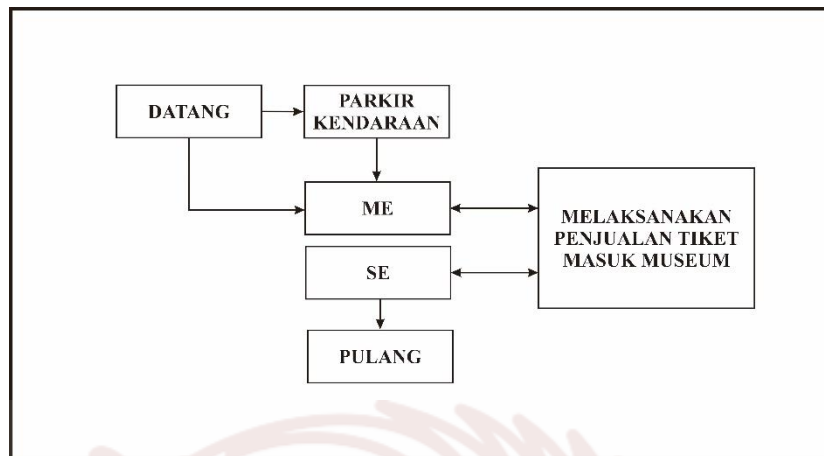 DATANG
PARKIR
KENDARAAN
ME
MELAKSANAKAN
PENJUALAN TIKET
MASUK MUSEUM
SE
PULANG